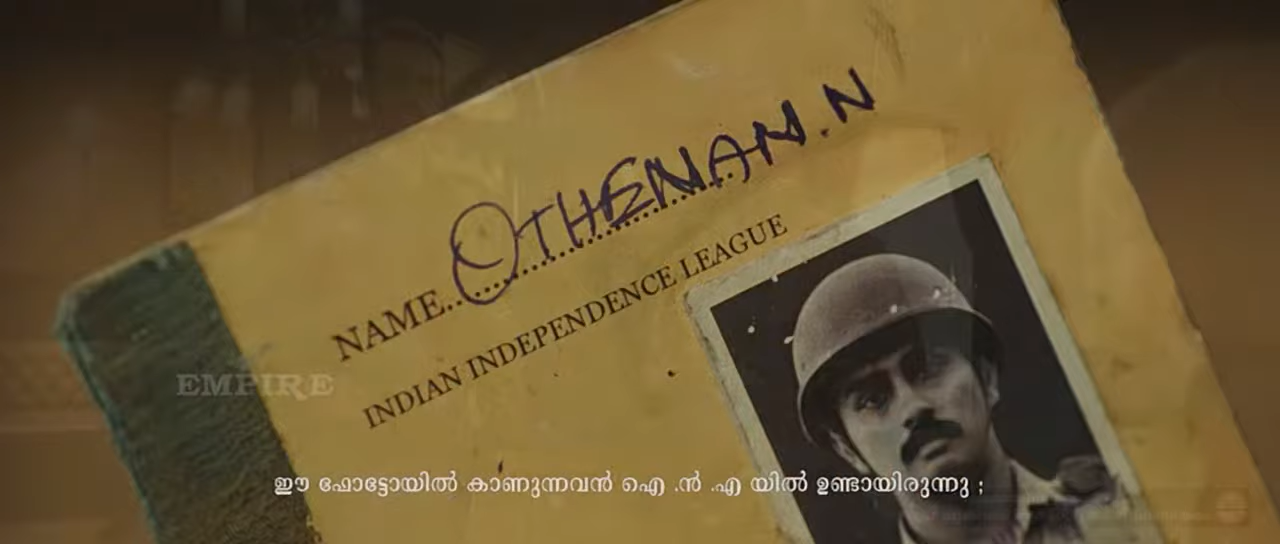 NAME.......... OTHENAN.N
INDIAN INDEPENDENCE LEAGUE
EMPIRE
ഈ ഫോട്ടോയിൽ കാണുന്നവൻ ഐ .ൻ .എ യിൽ ഉണ്ടായിരുന്നു ;